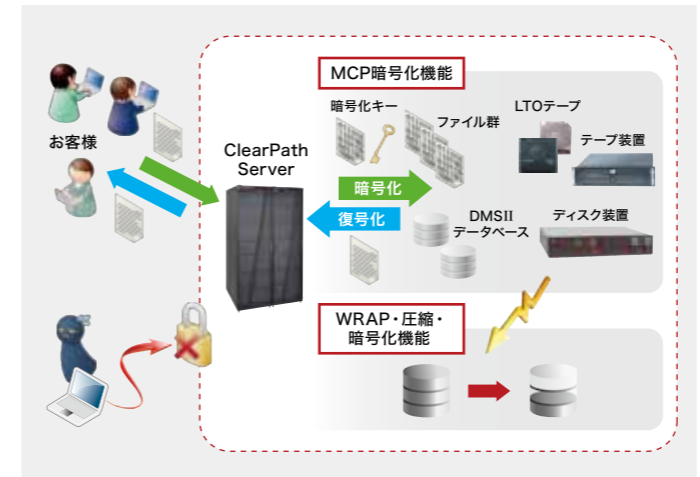 MCP暗号化機能
暗号化キー
ファイル群
LTOテープ
テープ装置
お客様
ClearPath
Server
暗号化
復号化
DMSII
データベース
ディスク装置
WRAP・圧縮・
暗号化機能